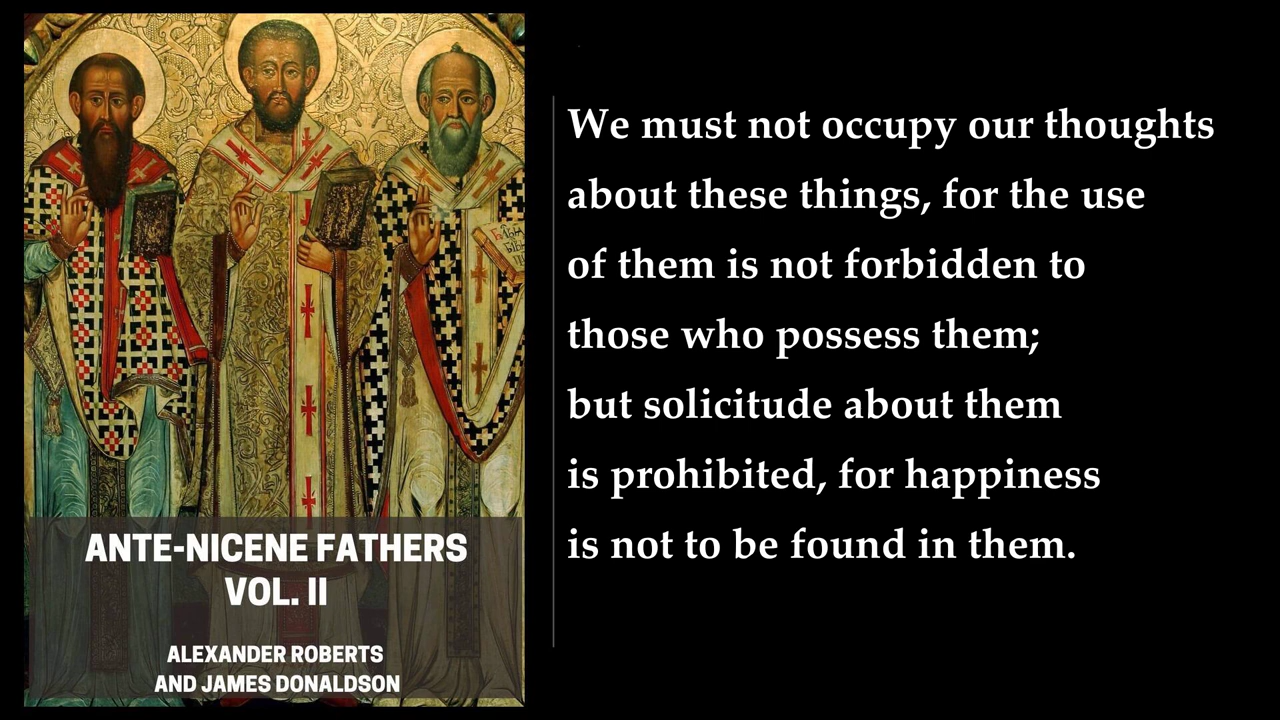 ANTE-NICENE FATHERS
VOL. II
ALEXANDER ROBERTS
AND JAMES DONALDSON
We must not occupy our thoughts
about these things, for the use
of them is not forbidden to
those who possess them;
but solicitude about them
is prohibited, for happiness
is not to be found in them.